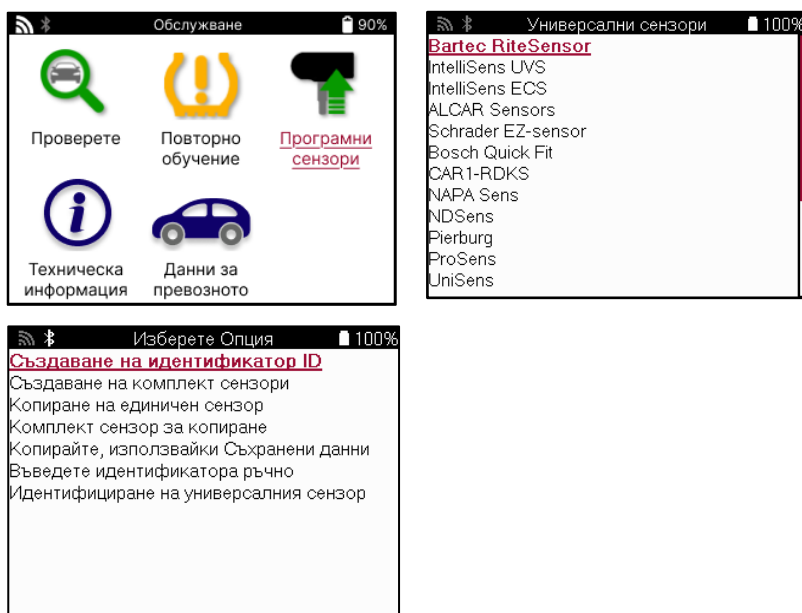 Обслужване 90%
Проверете
Повторно
обучение
Програмни
сензори
Техническа
информация
Данни за
превозното
Универсални сензори 100%
Bartec RiteSensor
IntelliSens UVS
IntelliSens ECS
ALCAR Sensors
Schrader EZ-sensor
Bosch Quick Fit
CAR1-RDKS
NAPA Sens
NDSens
Pierburg
ProSens
UniSens
Изберете Опция 100%
Създаване на идентификатор ID
Създаване на комплект сензори
Копиране на единичен сензор
Комплект сензор за копиране
Копирайте, използвайки Съхранени данни
Въведете идентификатора ръчно
Идентифициране на универсалния сензор